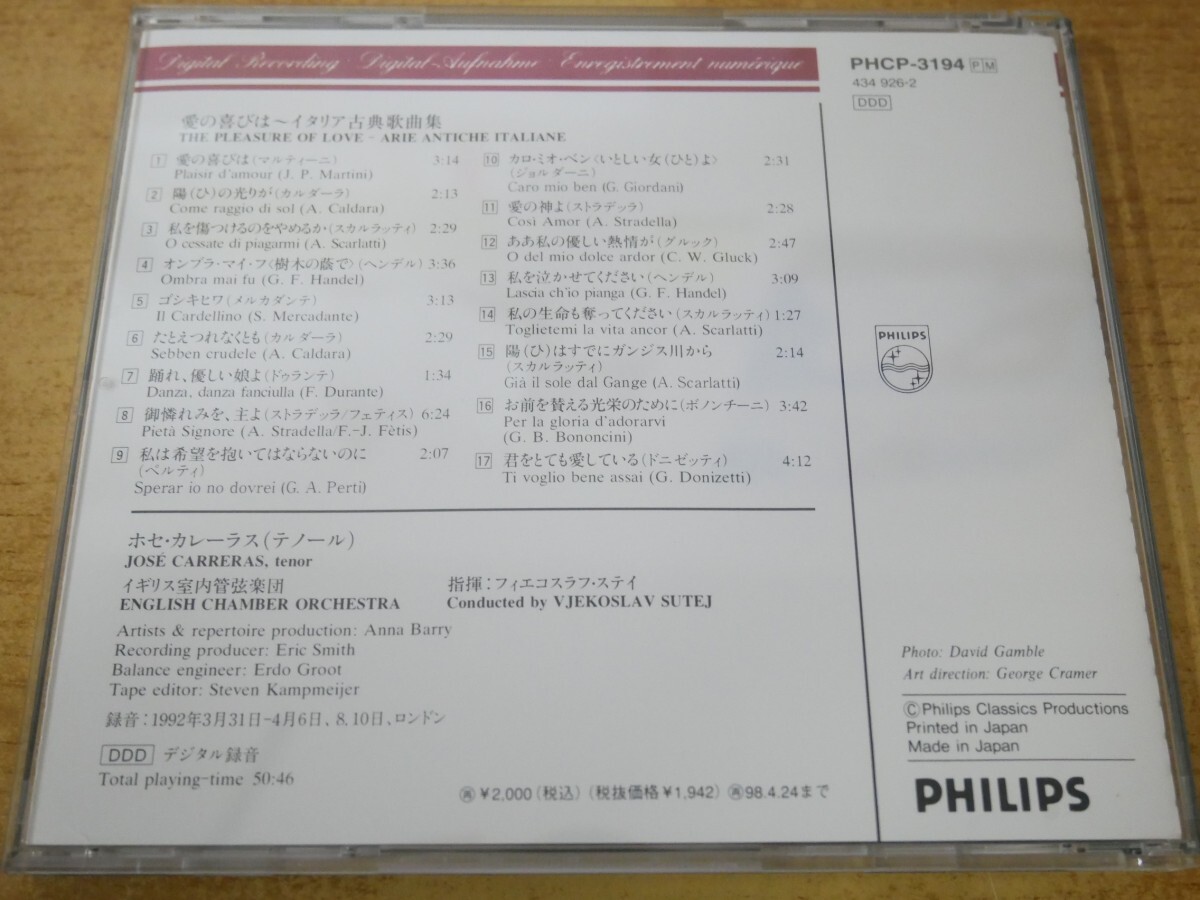 Digital Recording · Digital-Aufnahme · Enregistrement numérique
愛の喜びは〜イタリア古典歌曲集
THE PLEASURE OF LOVE – ARIE ANTICHE ITALIANE
1 愛の喜びは(マルティーニ) 3:14
Plaisir d'amour (J. P. Martini)
2 陽(ひ)の光りが(カルダーラ) 2:13
Come raggio di sol (A. Caldara)
3 私を傷つけるのをやめるか(スカルラッティ) 2:29
O cessate di piagarmi (A. Scarlatti)
4 オンブラ・マイ・フ〈樹木の蔭で〉(ヘンデル) 3:36
Ombra mai fu (G. F. Handel)
5 ゴシキヒワ(メルカダンテ) 3:13
Il Cardellino (S. Mercadante)
6 たとえつれなくとも(カルダーラ) 2:29
Sebben crudele (A. Caldara)
7 踊れ、優しい娘よ(ドゥランテ) 1:34
Danza, danza fanciulla (F. Durante)
8 御憐れみを、主よ(ストラデッラ/フェティス) 6:24
Pietà Signore (A. Stradella/F.-J. Fètis)
9 私は希望を抱いてはならないのに 2:07
(ペルティ)
Sperar io no dovrei (G. A. Perti)
10 カロ・ミオ・ベン〈いとしい女(ひと)よ〉 2:31
(ジョルダーニ)
Caro mio ben (G. Giordani)
11 愛の神よ(ストラデッラ) 2:28
Così Amor (A. Stradella)
12 ああ私の優しい熱情が(グルック) 2:47
O del mio dolce ardor (C. W. Gluck)
13 私を泣かせてください(ヘンデル) 3:09
Lascia ch'io pianga (G. F. Handel)
14 私の生命も奪ってください(スカルラッティ) 1:27
Toglietemi la vita ancor (A. Scarlatti)
15 陽(ひ)はすでにガンジス川から 2:14
(スカルラッティ)
Già il sole dal Gange (A. Scarlatti)
16 お前を賛える光栄のために(ボノンチーニ) 3:42
Per la gloria d'adorarvi
(G. B. Bononcini)
17 君をとても愛している(ドニゼッティ) 4:12
Ti voglio bene assai (G. Donizetti)
ホセ・カレーラス(テノール)
JOSÉ CARRERAS, tenor
イギリス室内管弦楽団
ENGLISH CHAMBER ORCHESTRA
指揮:フィエコスラフ・ステイ
Conducted by VJEKOSLAV SUTEJ
Artists & repertoire production: Anna Barry
Recording producer: Eric Smith
Balance engineer: Erdo Groot
Tape editor: Steven Kampmeijer
録音:1992年3月31日–4月6日、8, 10日、ロンドン
DDD デジタル録音
Total playing-time 50:46
再 ¥2,000(税込)(税抜価格¥1,942) 再 98.4.24まで
PHCP-3194 PM
434 926-2
DDD
PHILIPS
Photo: David Gamble
Art direction: George Cramer
©Philips Classics Productions
Printed in Japan
Made in Japan
PHILIPS